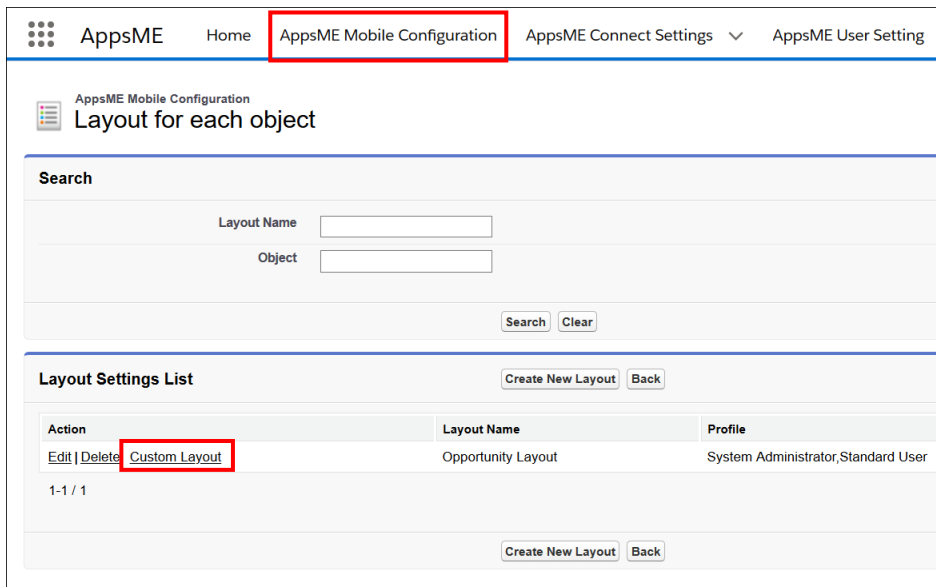 AppsME Home AppsME Mobile Configuration AppsME Connect Settings AppsME User Setting
AppsME Mobile Configuration
Layout for each object
Search
Layout Name
Object
Search Clear
Layout Settings List Create New Layout Back
Action Layout Name Profile
Edit | Delete Custom Layout Opportunity Layout System Administrator,Standard User
1-1 / 1
Create New Layout Back